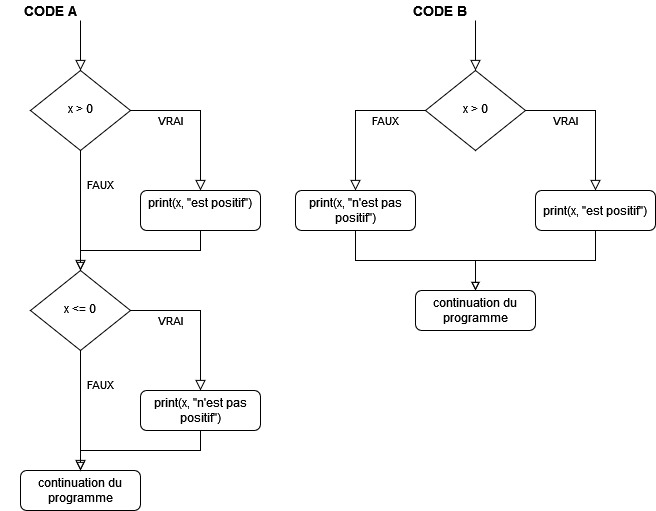 CODE A
x > 0
VRAI
FAUX
print(x, "est positif")
x <= 0
VRAI
FAUX
print(x, "n'est pas
positif")
continuation du
programme
CODE B
x > 0
FAUX
VRAI
print(x, "n'est pas
positif")
print(x, "est positif")
continuation du
programme